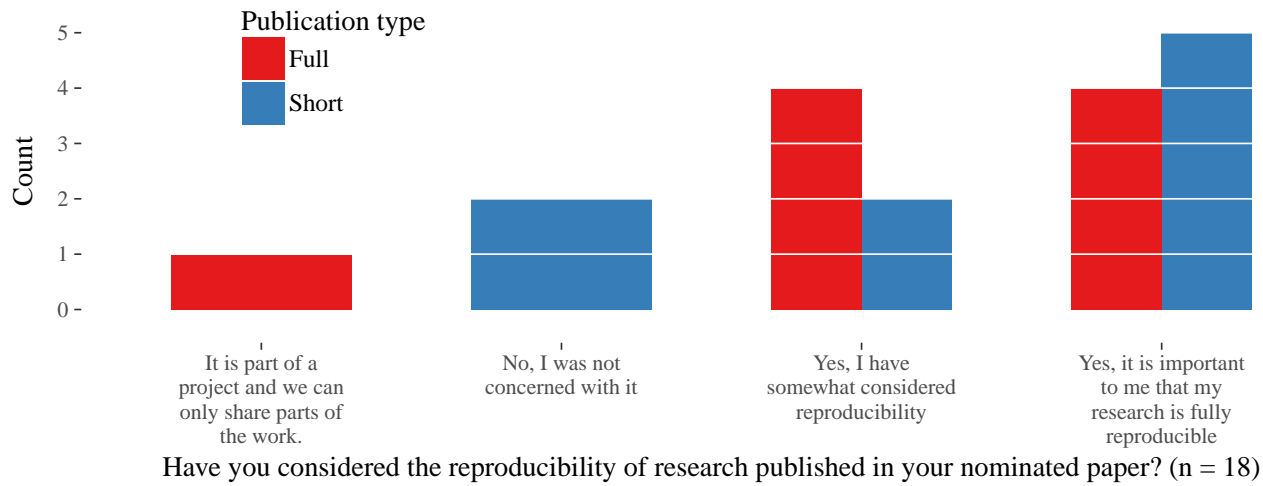 Publication type
Full
Short
Count
5
4
3
2
1
0
It is part of a
project and we can
only share parts of
the work.
No, I was not
concerned with it
Yes, I have
somewhat considered
reproducibility
Yes, it is important
to me that my
research is fully
reproducible
Have you considered the reproducibility of research published in your nominated paper? (n = 18)